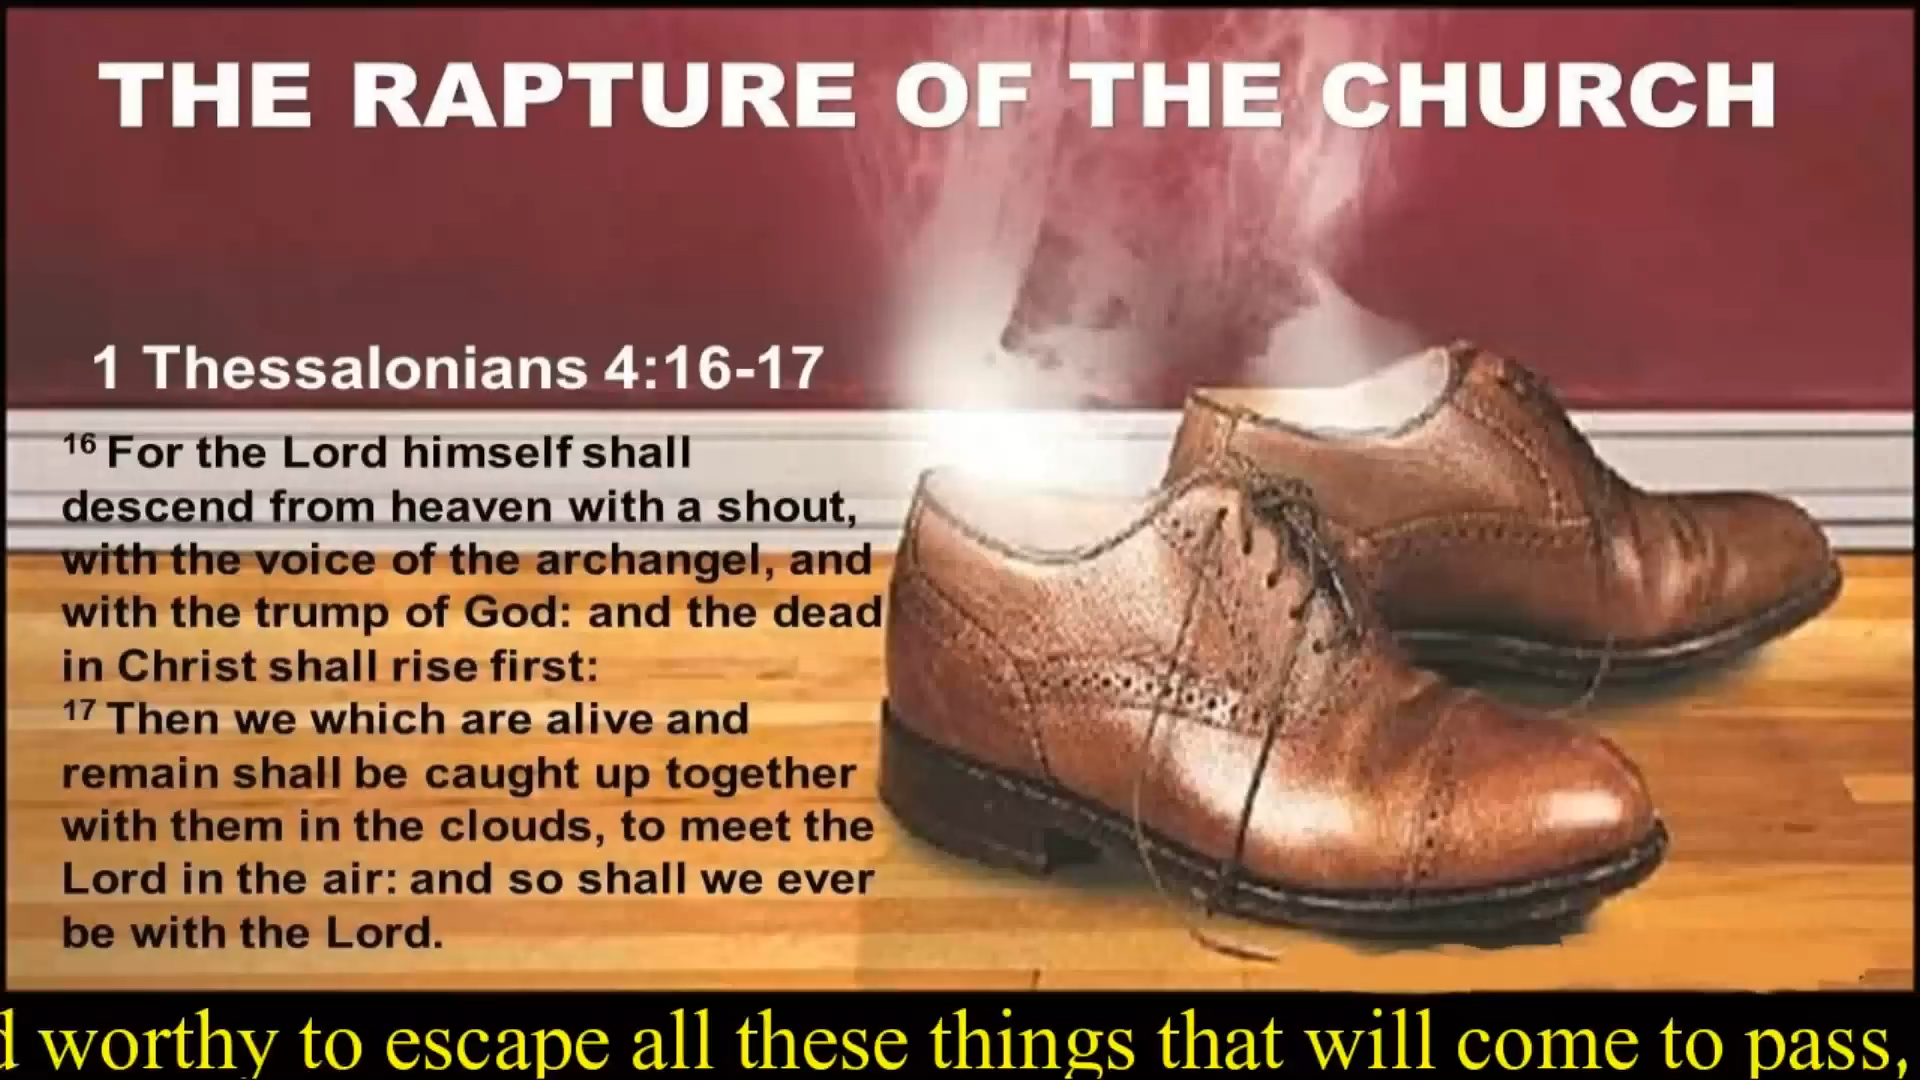 THE RAPTURE OF THE CHURCH
1 Thessalonians 4:16-17
16 For the Lord himself shall
descend from heaven with a shout,
with the voice of the archangel, and
with the trump of God: and the dead
in Christ shall rise first:
17 Then we which are alive and
remain shall be caught up together
with them in the clouds, to meet the
Lord in the air: and so shall we ever
be with the Lord.
worthy to escape all these things that will come to pass,